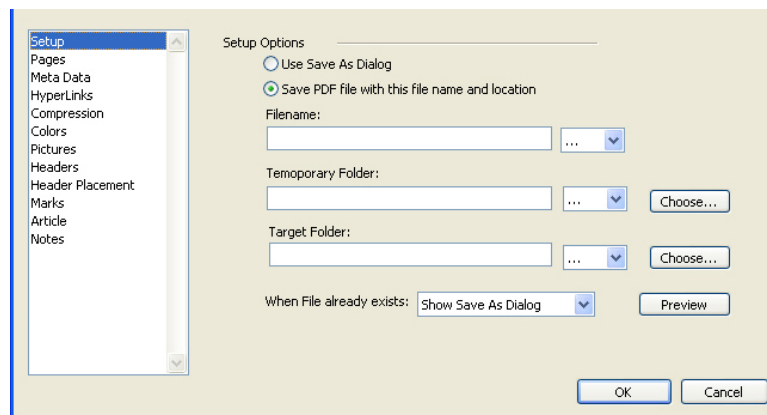 Setup
Pages
Meta Data
HyperLinks
Compression
Colors
Pictures
Headers
Header Placement
Marks
Article
Notes
Setup Options
Use Save As Dialog
Save PDF file with this file name and location
Filename:
...
Temoporary Folder:
... Choose...
Target Folder:
... Choose...
When File already exists: Show Save As Dialog Preview
OK Cancel